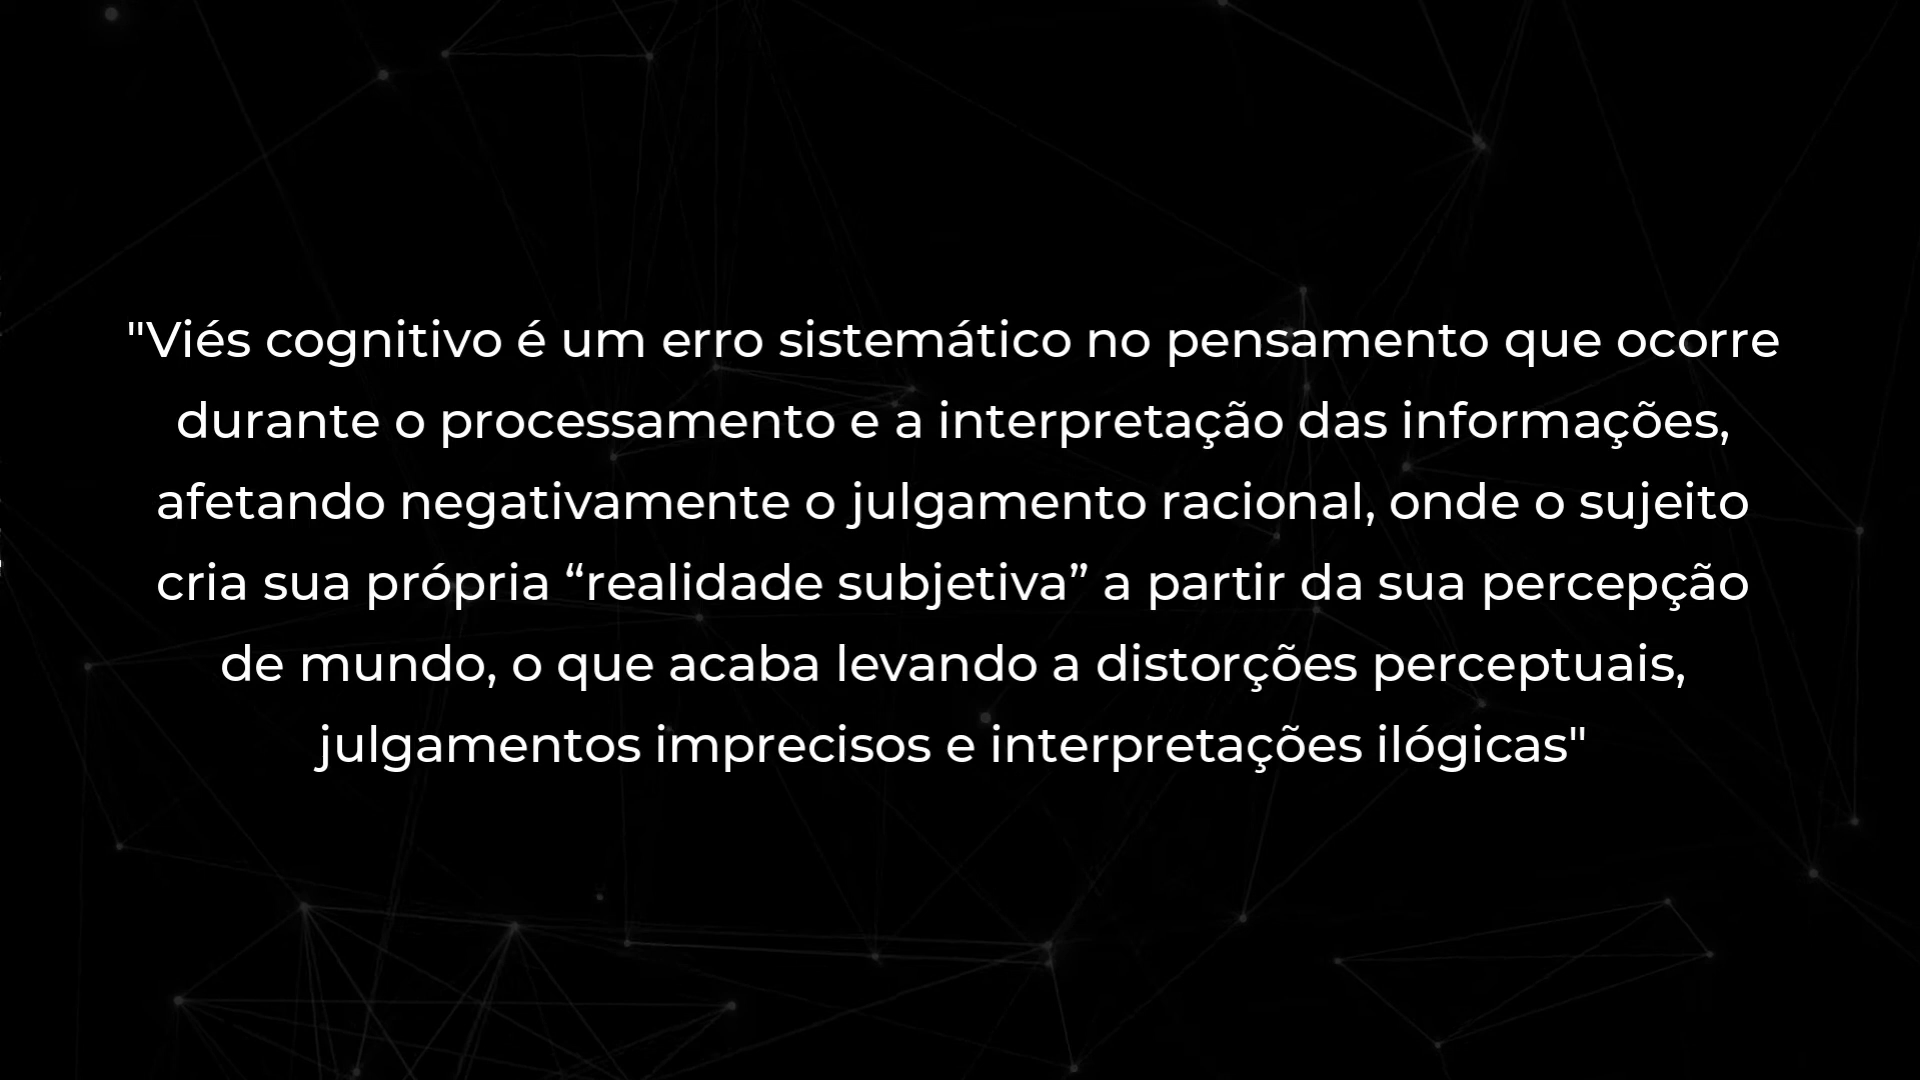 "Viés cognitivo é um erro sistemático no pensamento que ocorre
durante o processamento e a interpretação das informações,
afetando negativamente o julgamento racional, onde o sujeito
cria sua própria “realidade subjetiva” a partir da sua percepção
de mundo, o que acaba levando a distorções perceptuais,
julgamentos imprecisos e interpretações ilógicas"